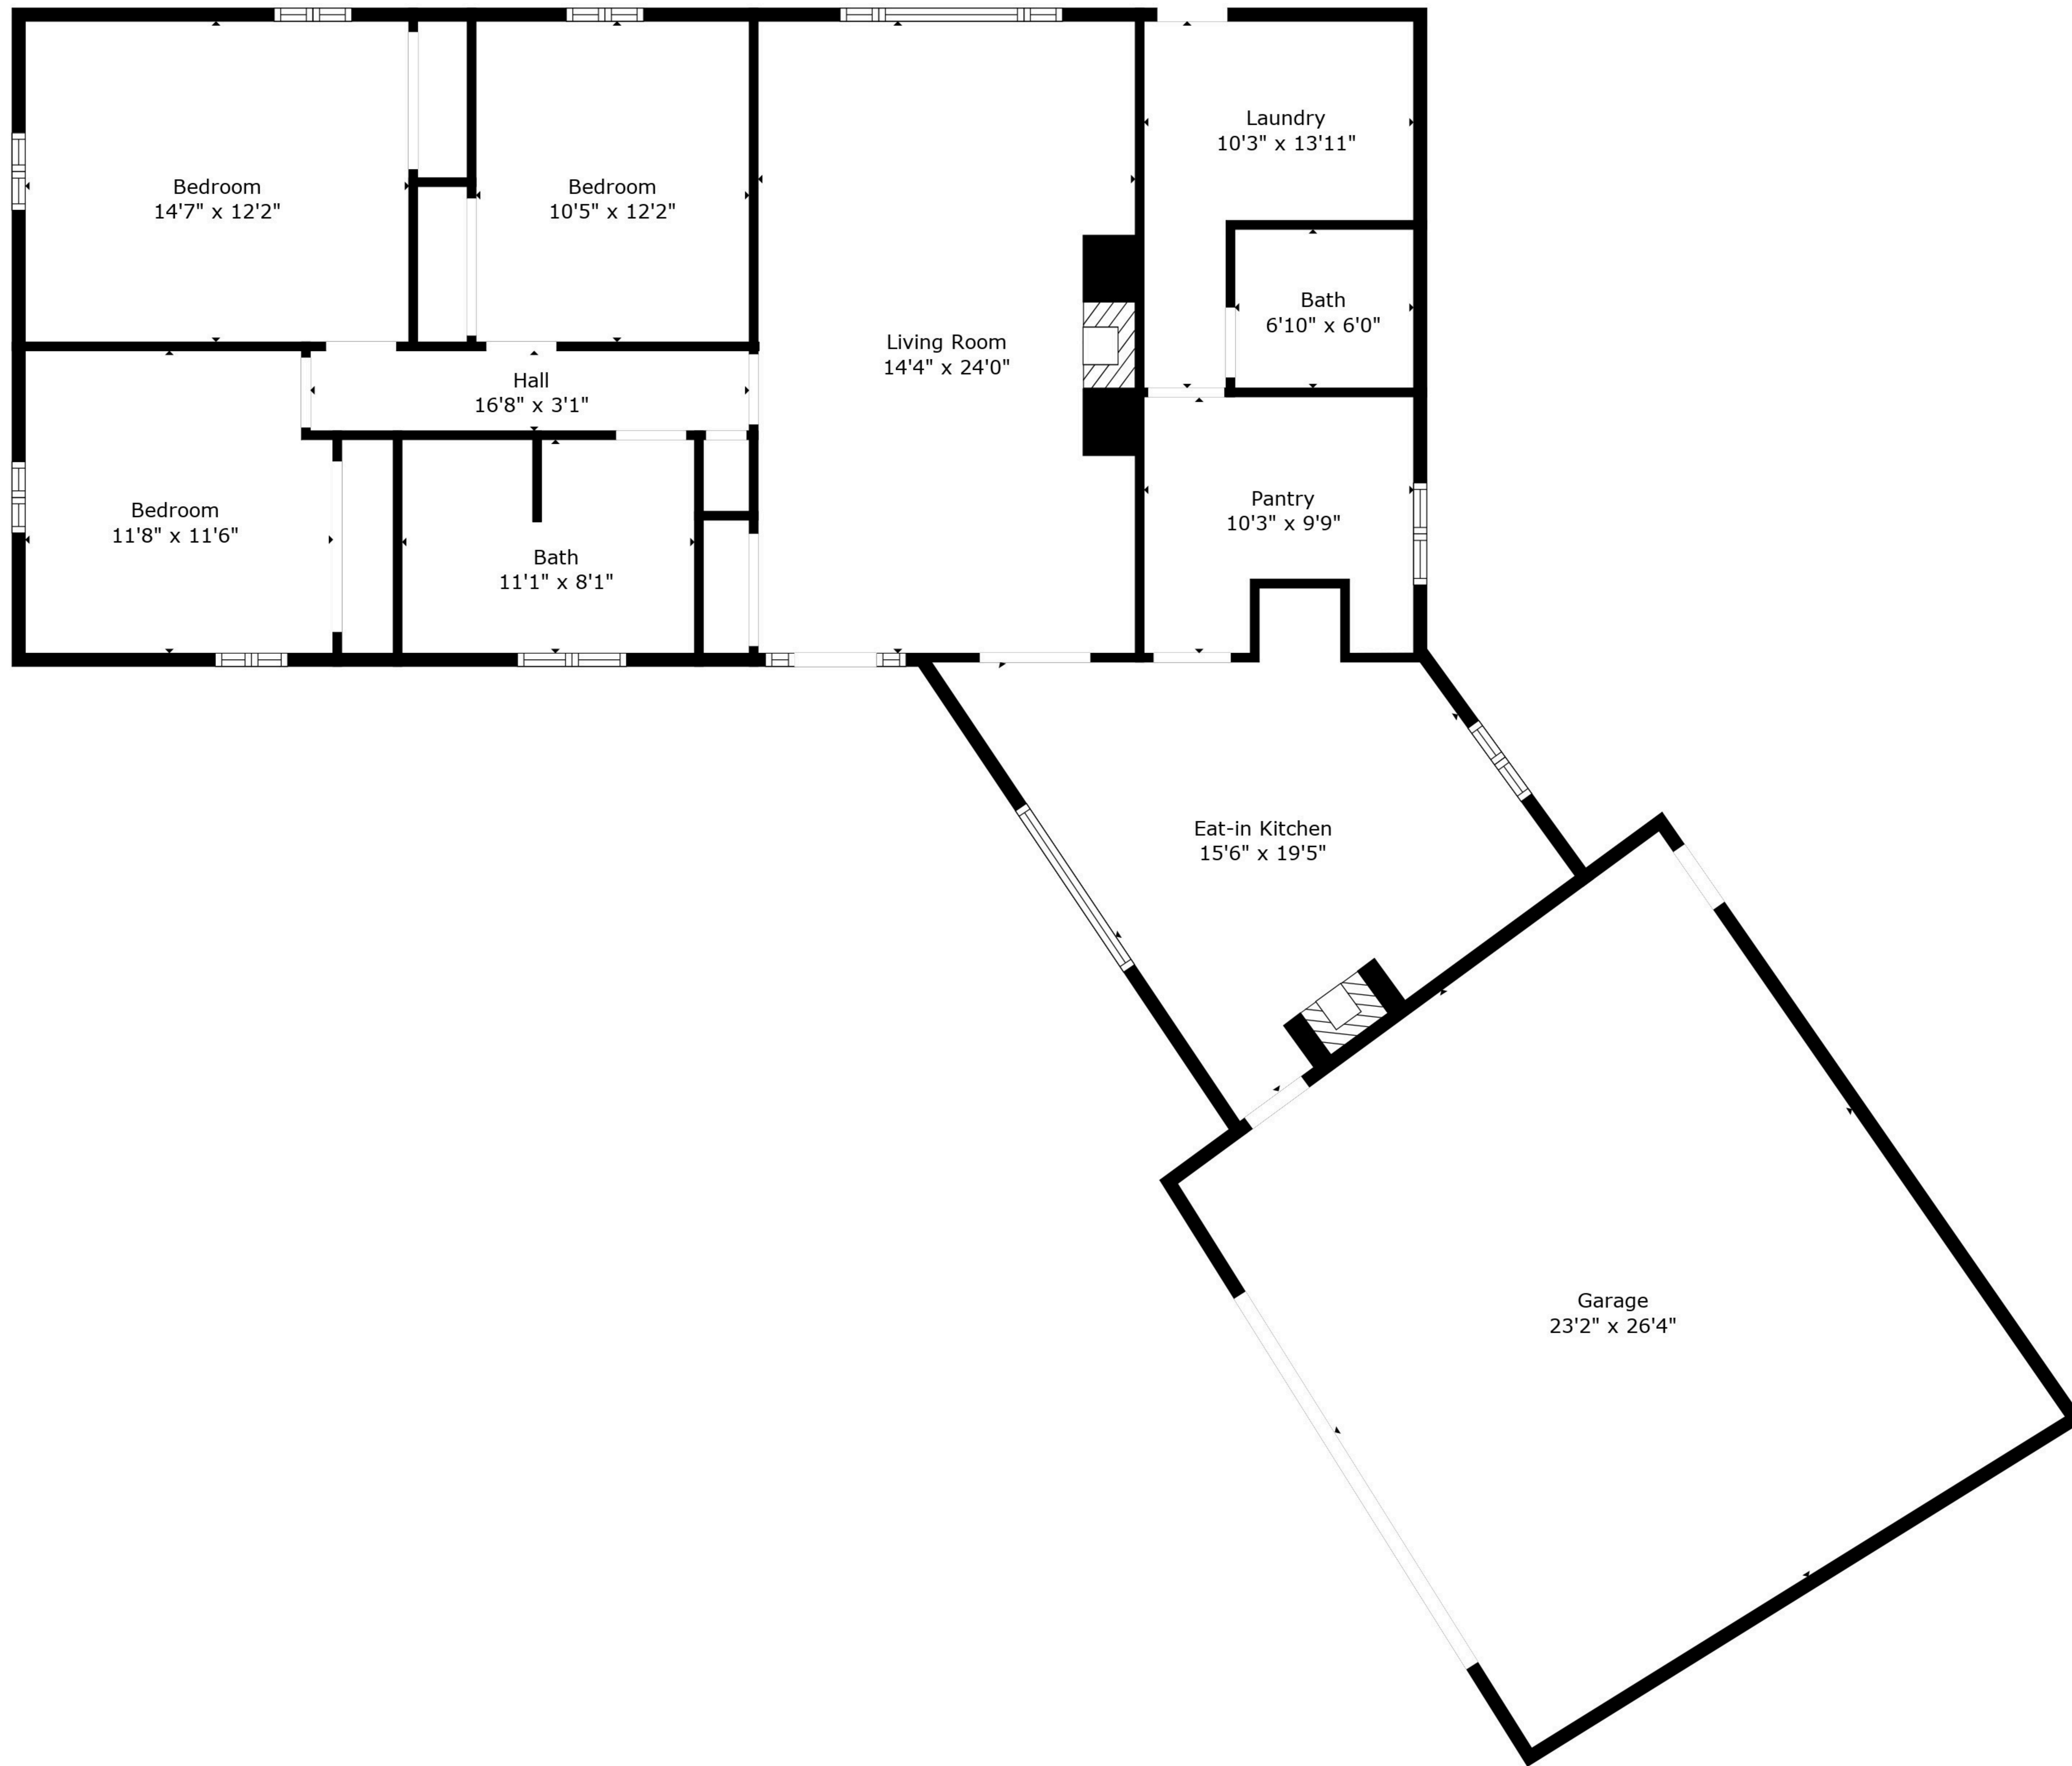 Laundry
10'3" x 13'11"
Bedroom
14'7" x 12'2"
Bedroom
10'5" x 12'2"
Bath
6'10" x 6'0"
Living Room
14'4" x 24'0"
Hall
16'8" x 3'1"
Pantry
10'3" x 9'9"
Bedroom
11'8" x 11'6"
Bath
11'1" x 8'1"
Eat-in Kitchen
15'6" x 19'5"
Garage
23'2" x 26'4"